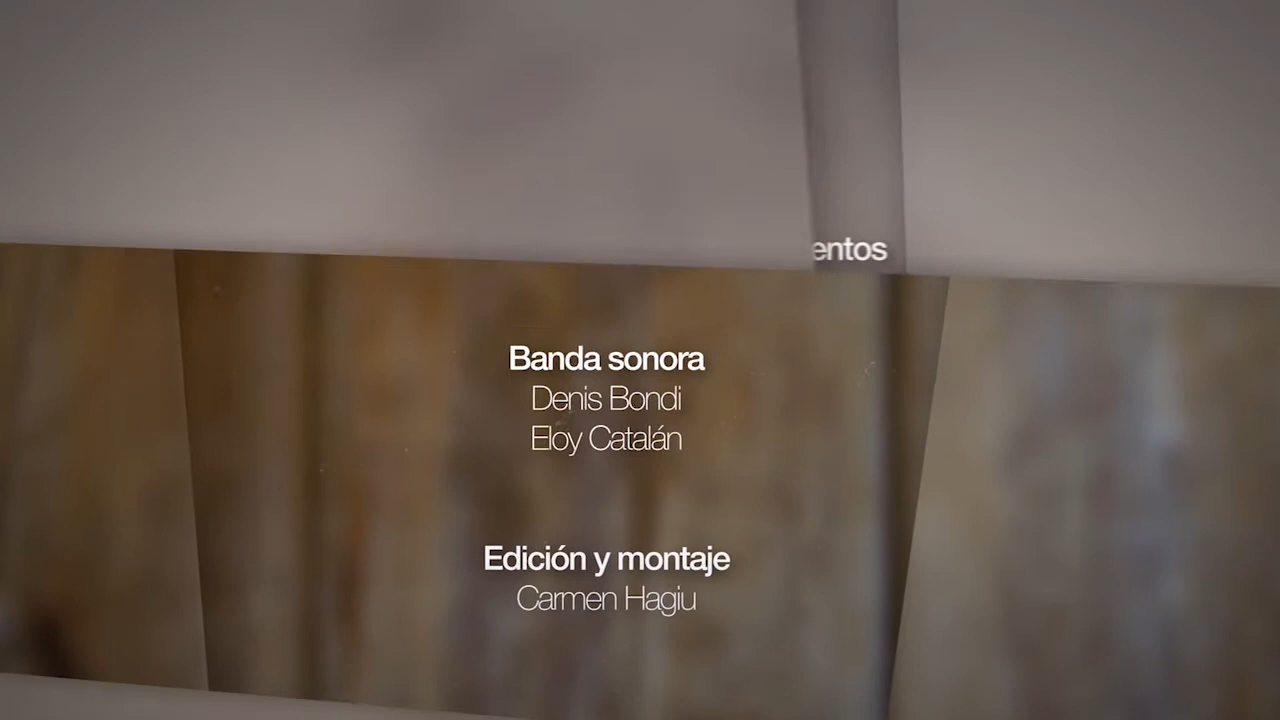 entos
Banda sonora
Denis Bondi
Eloy Catalán
Edición y montaje
Carmen Hagiu